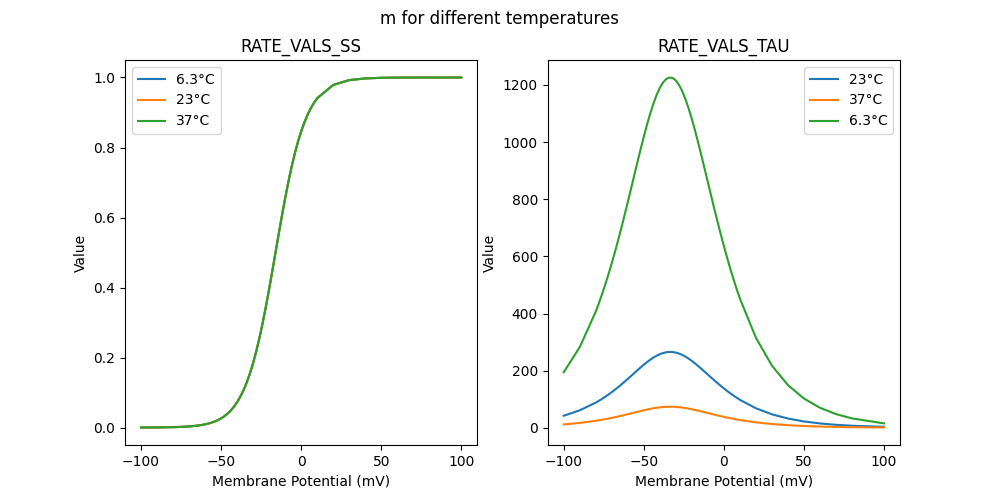 m for different temperatures
RATE_VALS_SS
1.0
0.8
0.6
0.4
0.2
0.0
Value
−100
−50
0
50
100
Membrane Potential (mV)
6.3°C
23°C
37°C
RATE_VALS_TAU
1200
1000
800
600
400
200
0
Value
−100
−50
0
50
100
Membrane Potential (mV)
23°C
37°C
6.3°C